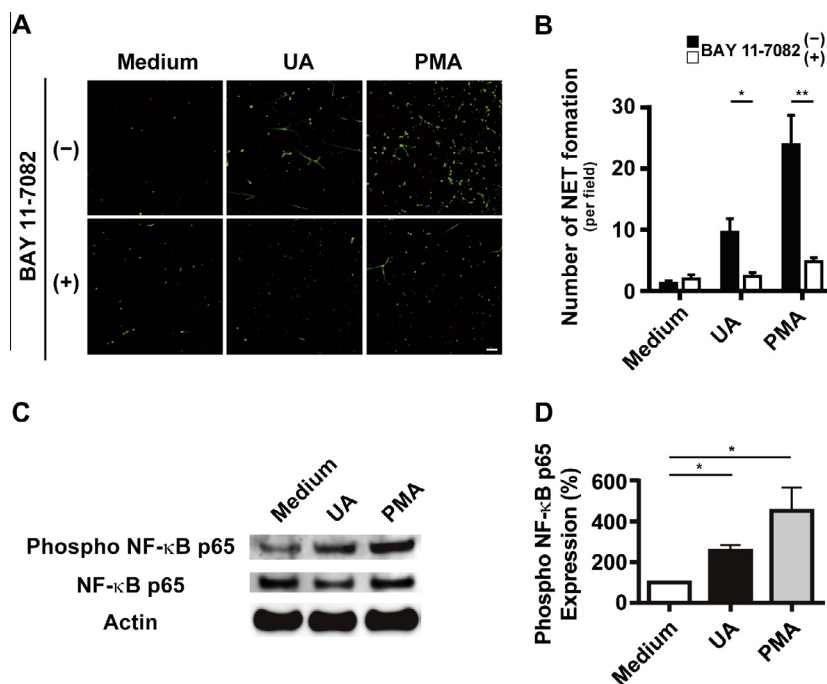 A
Medium UA PMA
BAY 11-7082
(−)
(+)
B
BAY 11-7082 (−)
(+)
Number of NET fomation
(per field)
30
20
10
0
* **
Medium UA PMA
C
Medium UA PMA
Phospho NF-κB p65
NF-κB p65
Actin
D
Phospho NF-κB p65
Expression (%)
600
400
200
0
*
*
Medium UA PMA